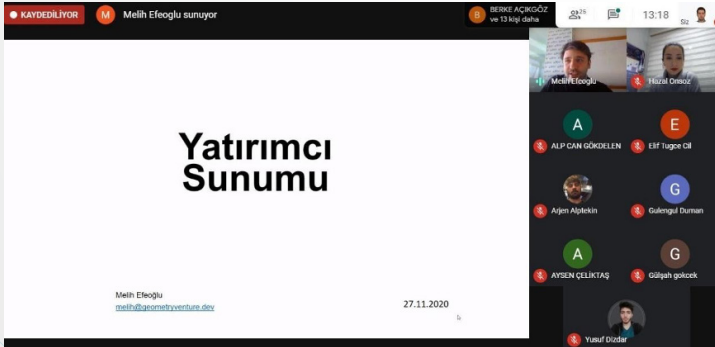 KAYDEDİLİYOR
M
Melih Efeoglu sunuyor
B
BERKE AÇIKGÖZ
ve 13 kişi daha
25
13:18
Siz
Yatırımcı
Sunumu
Melih Efeoğlu
melih@geometryventure.dev
27.11.2020
Melih Efeoglu
Hazal Onsoz
A
ALP CAN GÖKDELEN
E
Elif Tugce Cil
Arjen Alptekin
G
Gulengul Duman
A
AYSEN ÇELİKTAŞ
G
Gülşah gokcek
Yusuf Dizdar